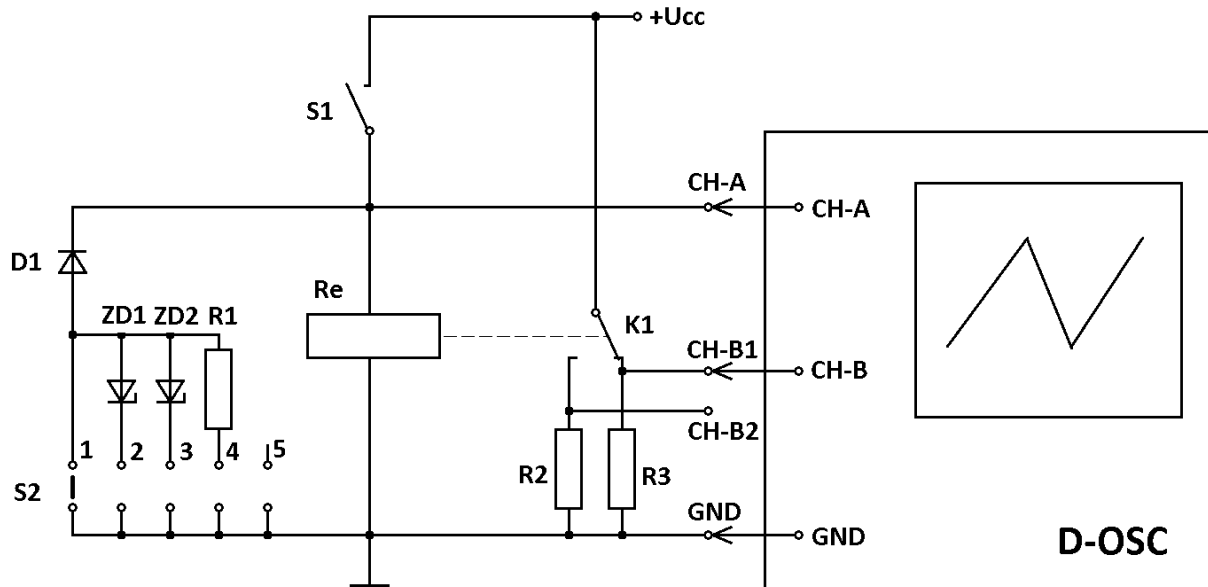 +Ucc
S1
CH-A
CH-A
D1
Re
ZD1 ZD2 R1
K1
CH-B1
CH-B
CH-B2
1 2 3 4 5
R2 R3
S2
GND
GND
D-OSC